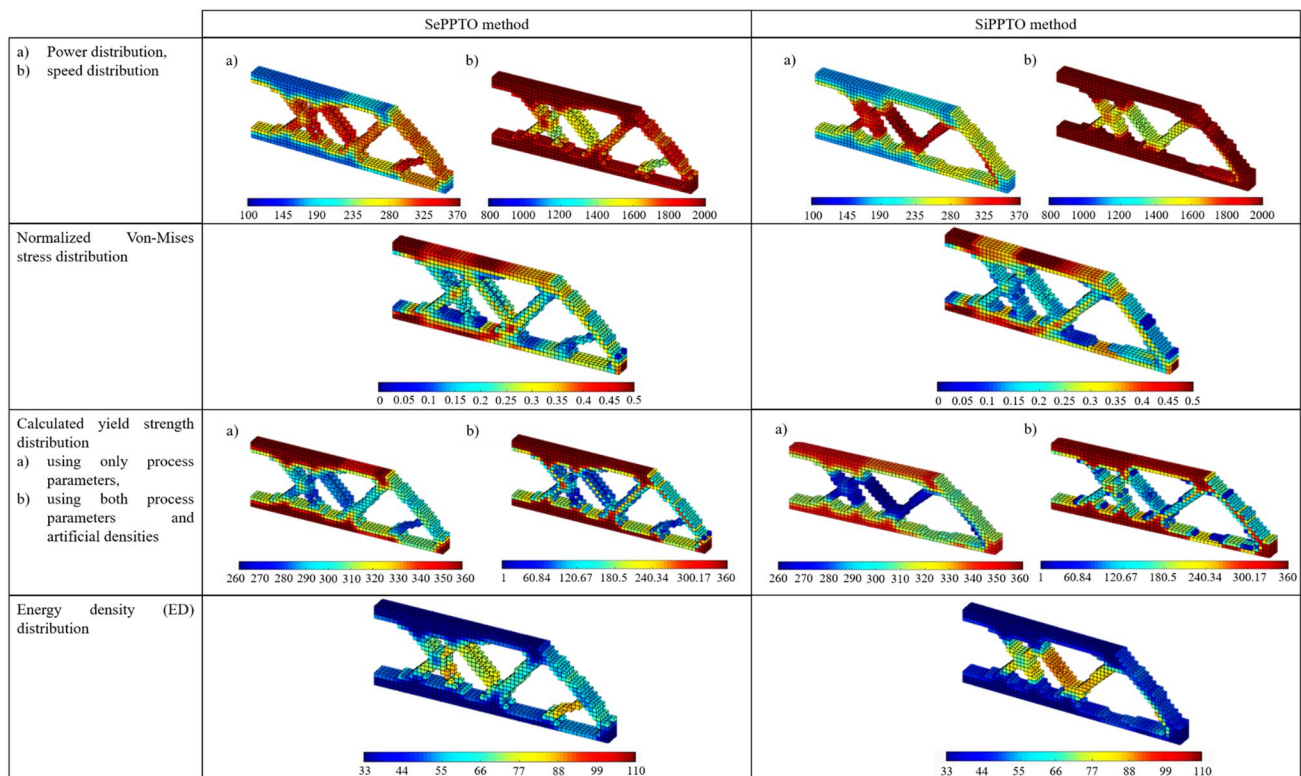 SePPTO method
SiPPTO method
a) Power distribution,
b) speed distribution
a)
b)
a)
b)
100 145 190 235 280 325 370
800 1000 1200 1400 1600 1800 2000
100 145 190 235 280 325 370
800 1000 1200 1400 1600 1800 2000
Normalized Von-Mises
stress distribution
0 0.05 0.1 0.15 0.2 0.25 0.3 0.35 0.4 0.45 0.5
0 0.05 0.1 0.15 0.2 0.25 0.3 0.35 0.4 0.45 0.5
Calculated yield strength
distribution
a) using only process
parameters,
b) using both process
parameters and
artificial densities
a)
b)
a)
b)
260 270 280 290 300 310 320 330 340 350 360
1 60.84 120.67 180.5 240.34 300.17 360
260 270 280 290 300 310 320 330 340 350 360
1 60.84 120.67 180.5 240.34 300.17 360
Energy density (ED)
distribution
33 44 55 66 77 88 99 110
33 44 55 66 77 88 99 110